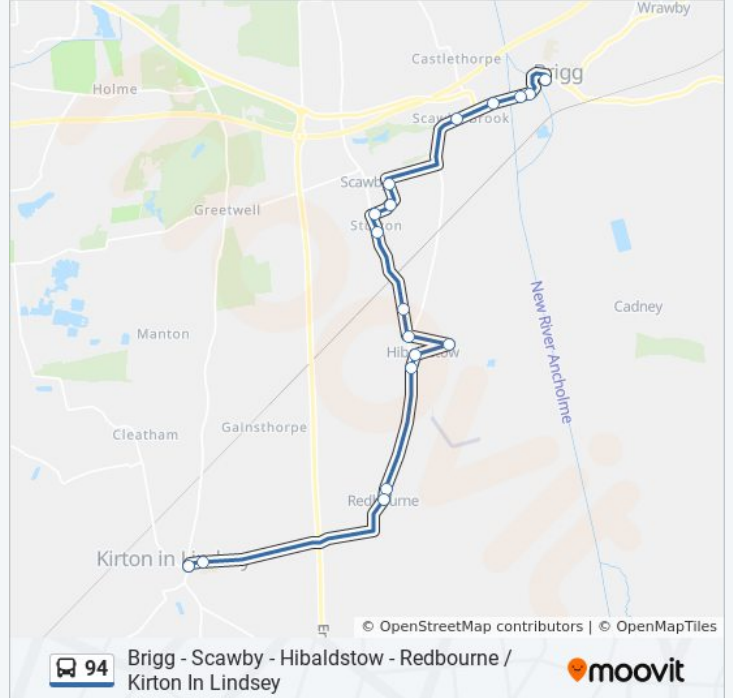 Wrawby
Castlethorpe
Brigg
Holme
Scawby Brook
Scawby
Greetwell
Sturton
New River Ancholme
Cadney
Manton
Hibaldstow
Gainsthorpe
Cleatham
Redbourne
Kirton in Lindsey
Er
© OpenStreetMap contributors | © OpenMapTiles
94
Brigg - Scawby - Hibaldstow - Redbourne /
Kirton In Lindsey
moovit